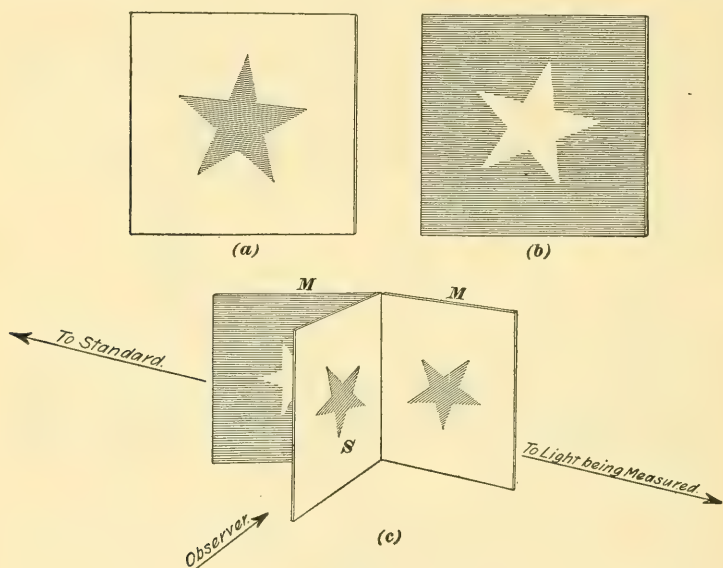 (a)
(b)
M
M
To Standard.
S
To Light being Measured.
Observer.
(c)